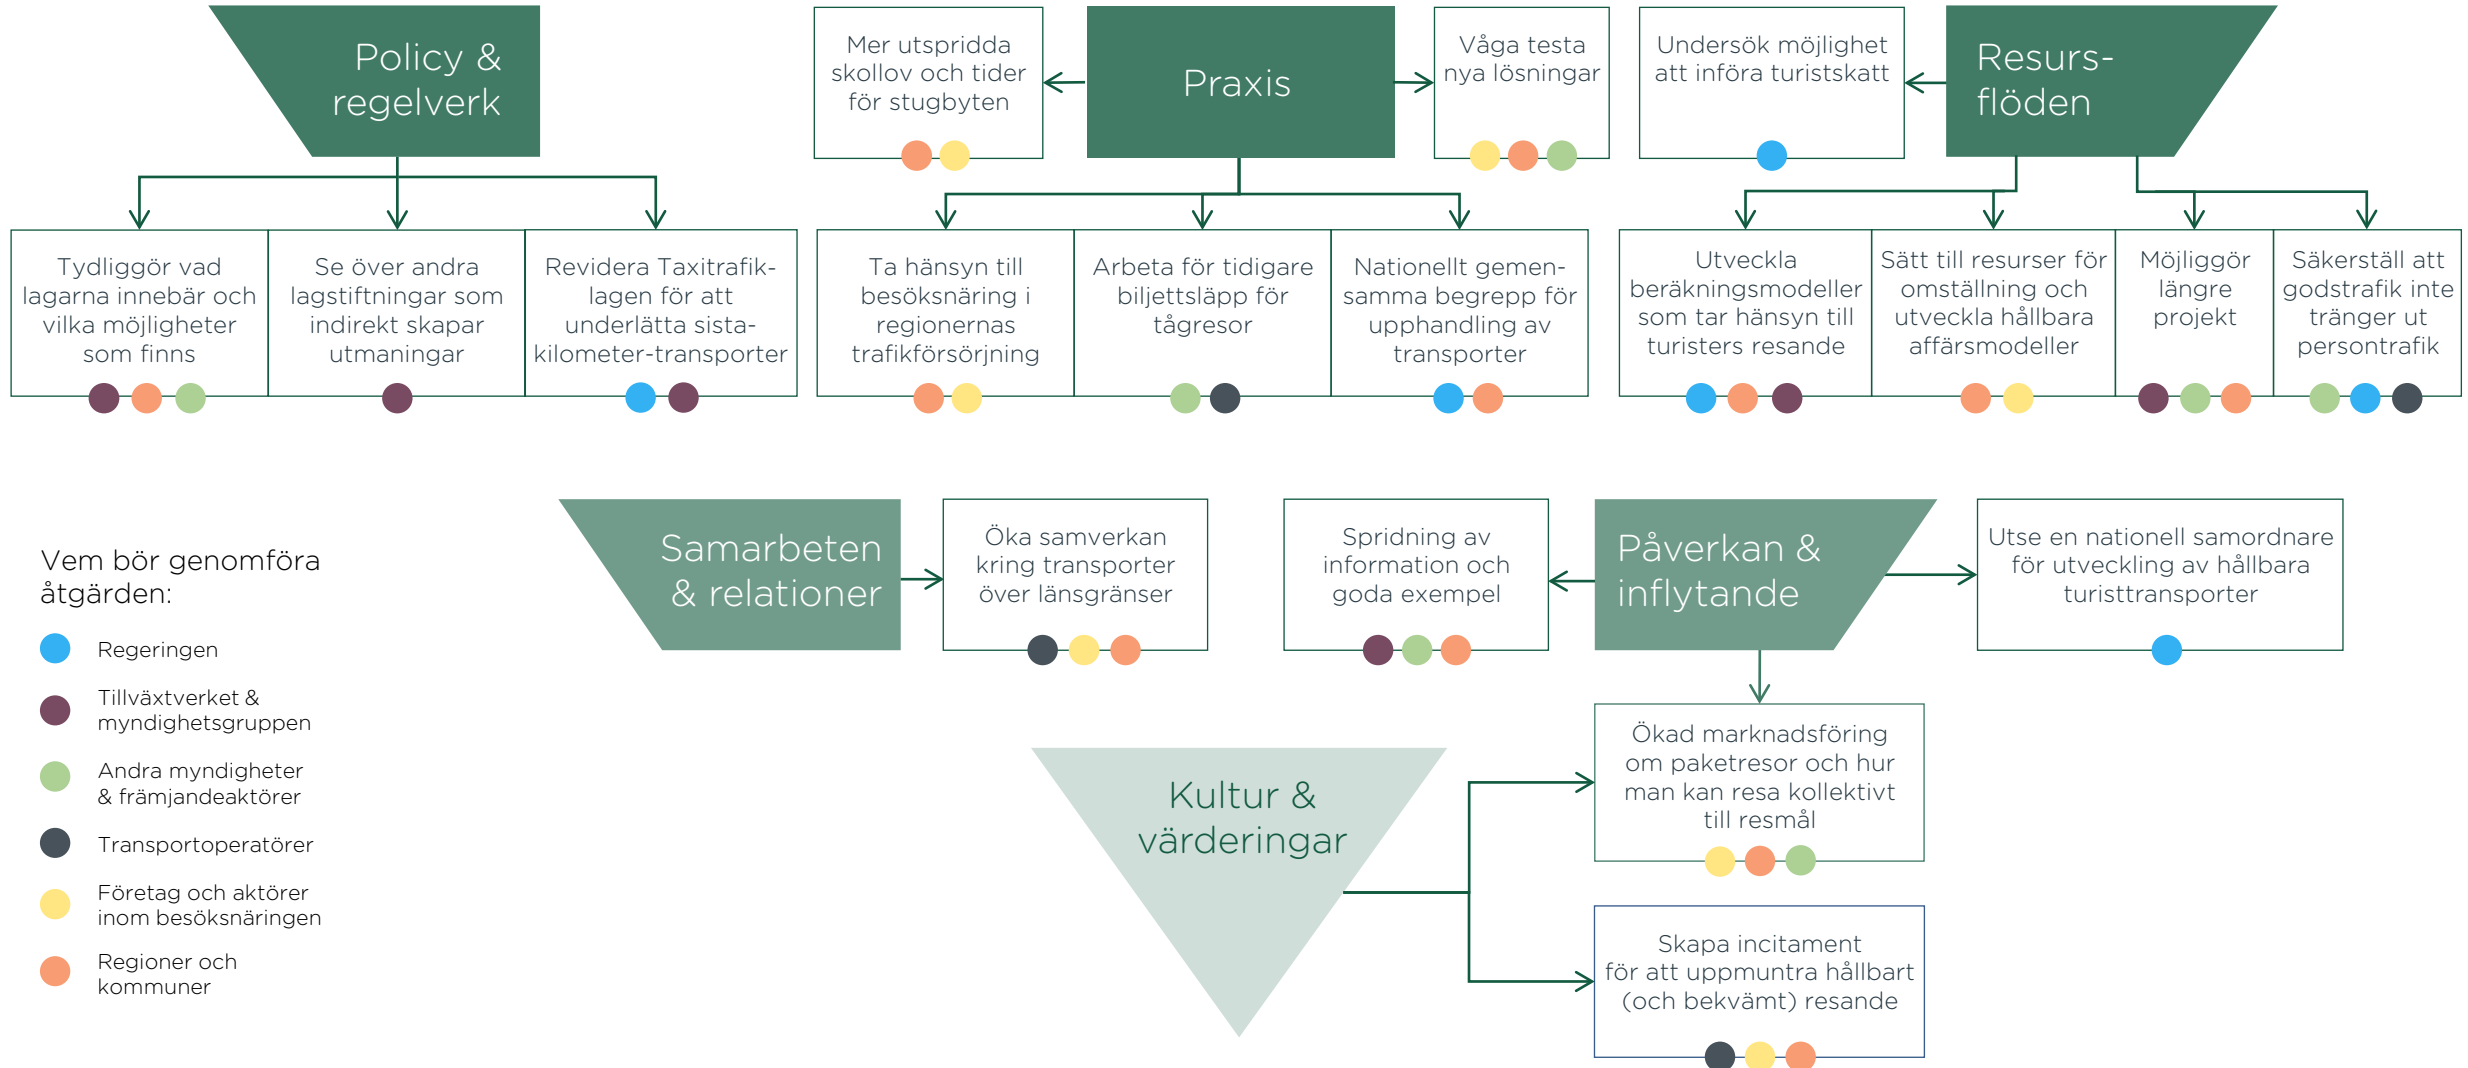 Policy &
regelverk
Mer utspridda
skollov och tider
för stugbyten
Praxis
Våga testa
nya lösningar
Undersök möjlighet
att införa turistskatt
Resurs-
flöden
Tydliggör vad
lagarna innebär och
vilka möjligheter
som finns
Se över andra
lagstiftningar som
indirekt skapar
utmaningar
Revidera Taxitrafik-
lagen för att
underlätta sista-
kilometer-transporter
Ta hänsyn till
besöksnäring i
regionernas
trafikförsörjning
Arbeta för tidigare
biljettsläpp för
tågresor
Nationellt gemen-
samma begrepp för
upphandling av
transporter
Utveckla
beräkningsmodeller
som tar hänsyn till
turisters resande
Sätt till resurser för
omställning och
utveckla hållbara
affärsmodeller
Möjliggör
längre
projekt
Säkerställ att
godstrafik inte
tränger ut
persontrafik
Samarbeten
& relationer
Öka samverkan
kring transporter
över länsgränser
Spridning av
information och
goda exempel
Påverkan &
inflytande
Utse en nationell samordnare
för utveckling av hållbara
turisttransporter
Vem bör genomföra
åtgärden:
Regeringen
Tillväxtverket &
myndighetsgruppen
Andra myndigheter
& främjandeaktörer
Transportoperatörer
Företag och aktörer
inom besöksnäringen
Regioner och
kommuner
Kultur &
värderingar
Ökad marknadsföring
om paketresor och hur
man kan resa kollektivt
till resmål
Skapa incitament
för att uppmuntra hållbart
(och bekvämt) resande